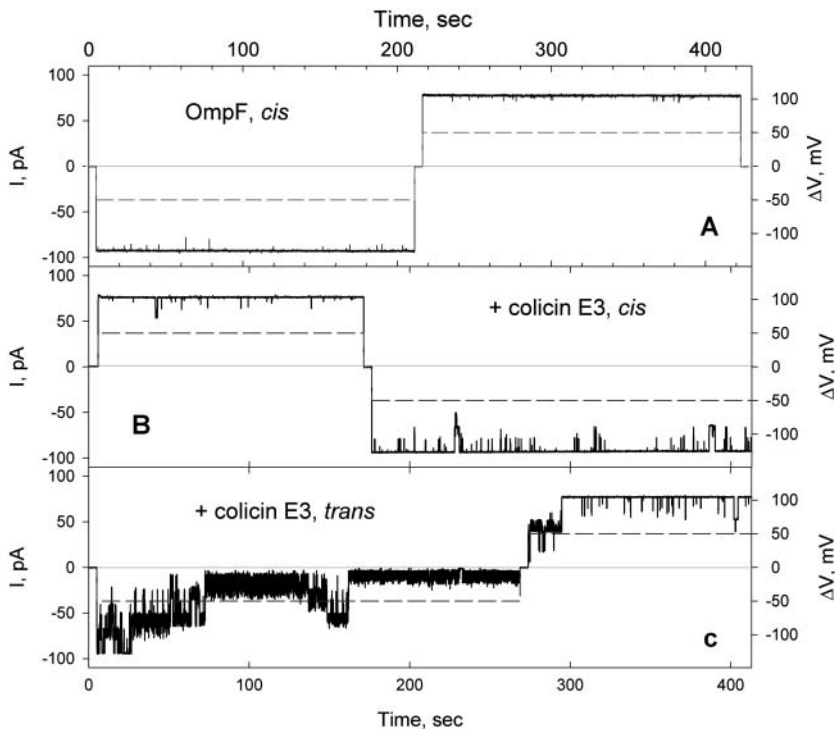 Time, sec
0 100 200 300 400
100 100
50 50
0 0
-50 -50
-100 -100
I, pA
ΔV, mV
OmpF, cis
A
100 100
50 50
0 0
-50 -50
-100 -100
I, pA
ΔV, mV
+ colicin E3, cis
B
100 100
50 50
0 0
-50 -50
-100 -100
I, pA
ΔV, mV
+ colicin E3, trans
c
0 100 200 300 400
Time, sec